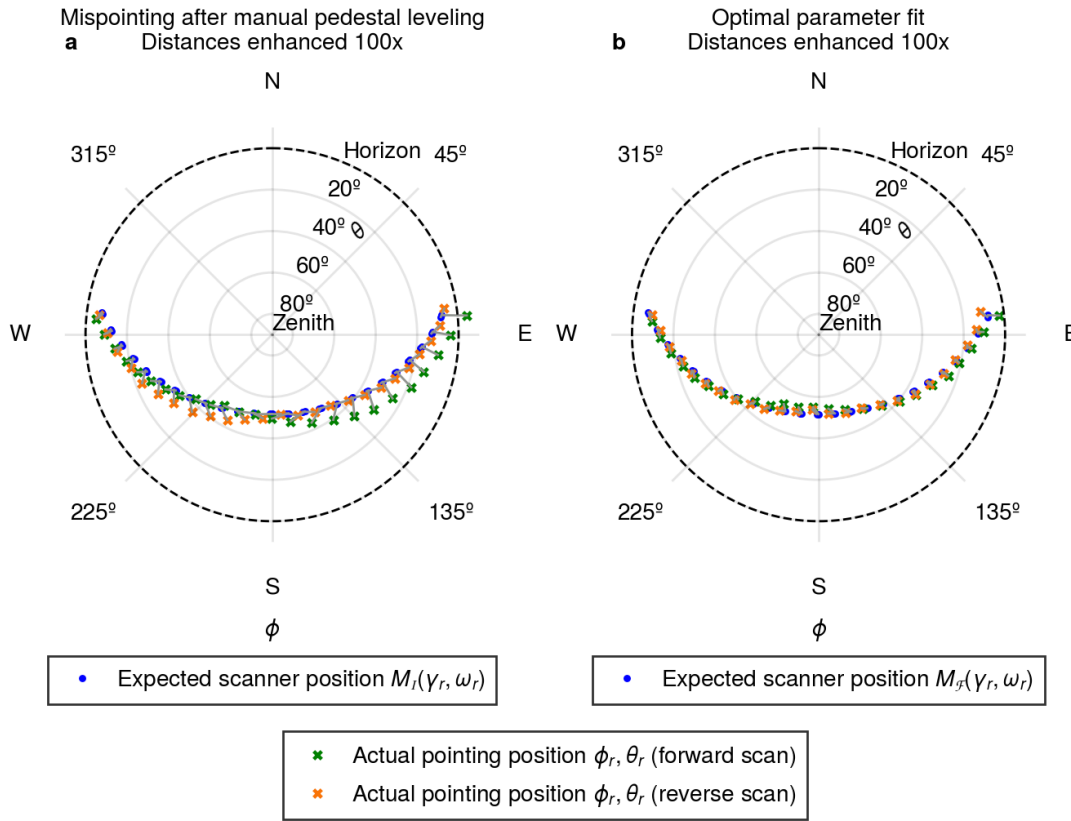 Mispointing after manual pedestal leveling
a Distances enhanced 100x
N
315º
Horizon 45º
20º
40º θ
60º
80º
Zenith
W
E
225º
135º
S
ϕ
Expected scanner position M_I(γ_r, ω_r)
Optimal parameter fit
b Distances enhanced 100x
N
315º
Horizon 45º
20º
40º θ
60º
80º
Zenith
W
E
225º
135º
S
ϕ
Expected scanner position M_ℱ(γ_r, ω_r)
Actual pointing position ϕ_r, θ_r (forward scan)
Actual pointing position ϕ_r, θ_r (reverse scan)